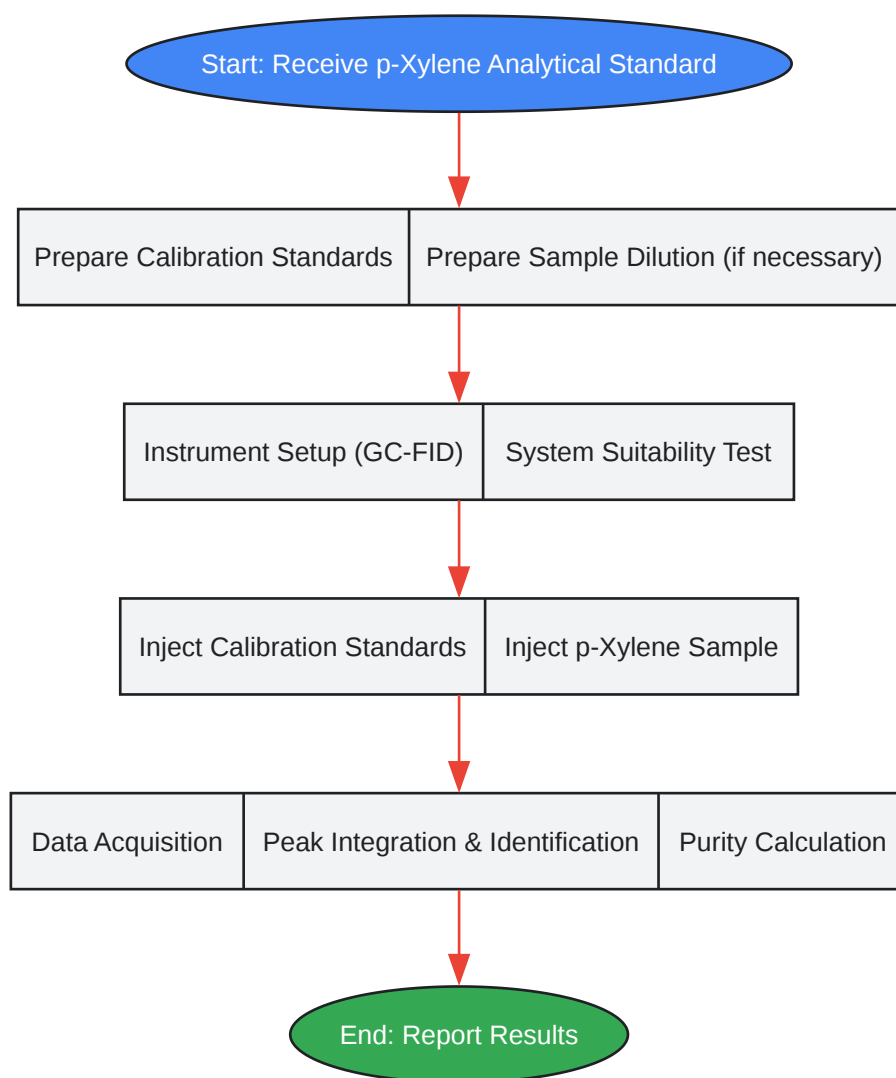 Start: Receive p-Xylene Analytical Standard
Prepare Calibration Standards
Prepare Sample Dilution (if necessary)
Instrument Setup (GC-FID)
System Suitability Test
Inject Calibration Standards
Inject p-Xylene Sample
Data Acquisition
Peak Integration & Identification
Purity Calculation
End: Report Results